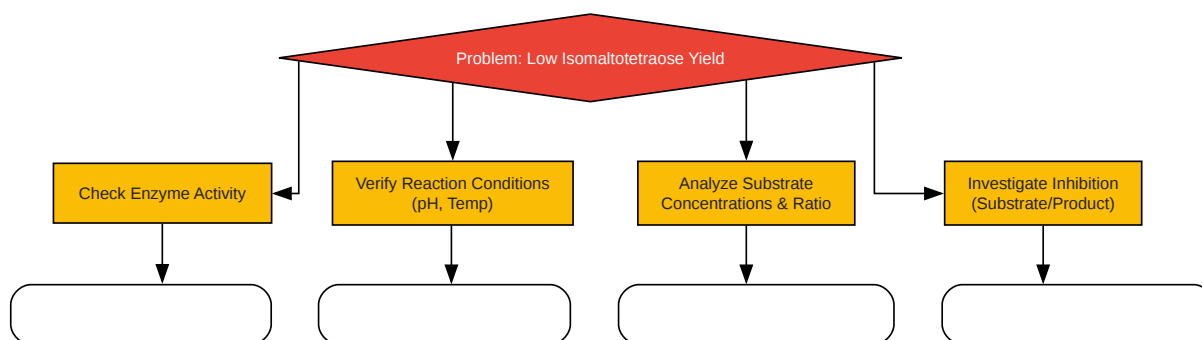 Problem: Low Isomaltotetraose Yield
Check Enzyme Activity
Verify Reaction Conditions
(pH, Temp)
Analyze Substrate
Concentrations & Ratio
Investigate Inhibition
(Substrate/Product)